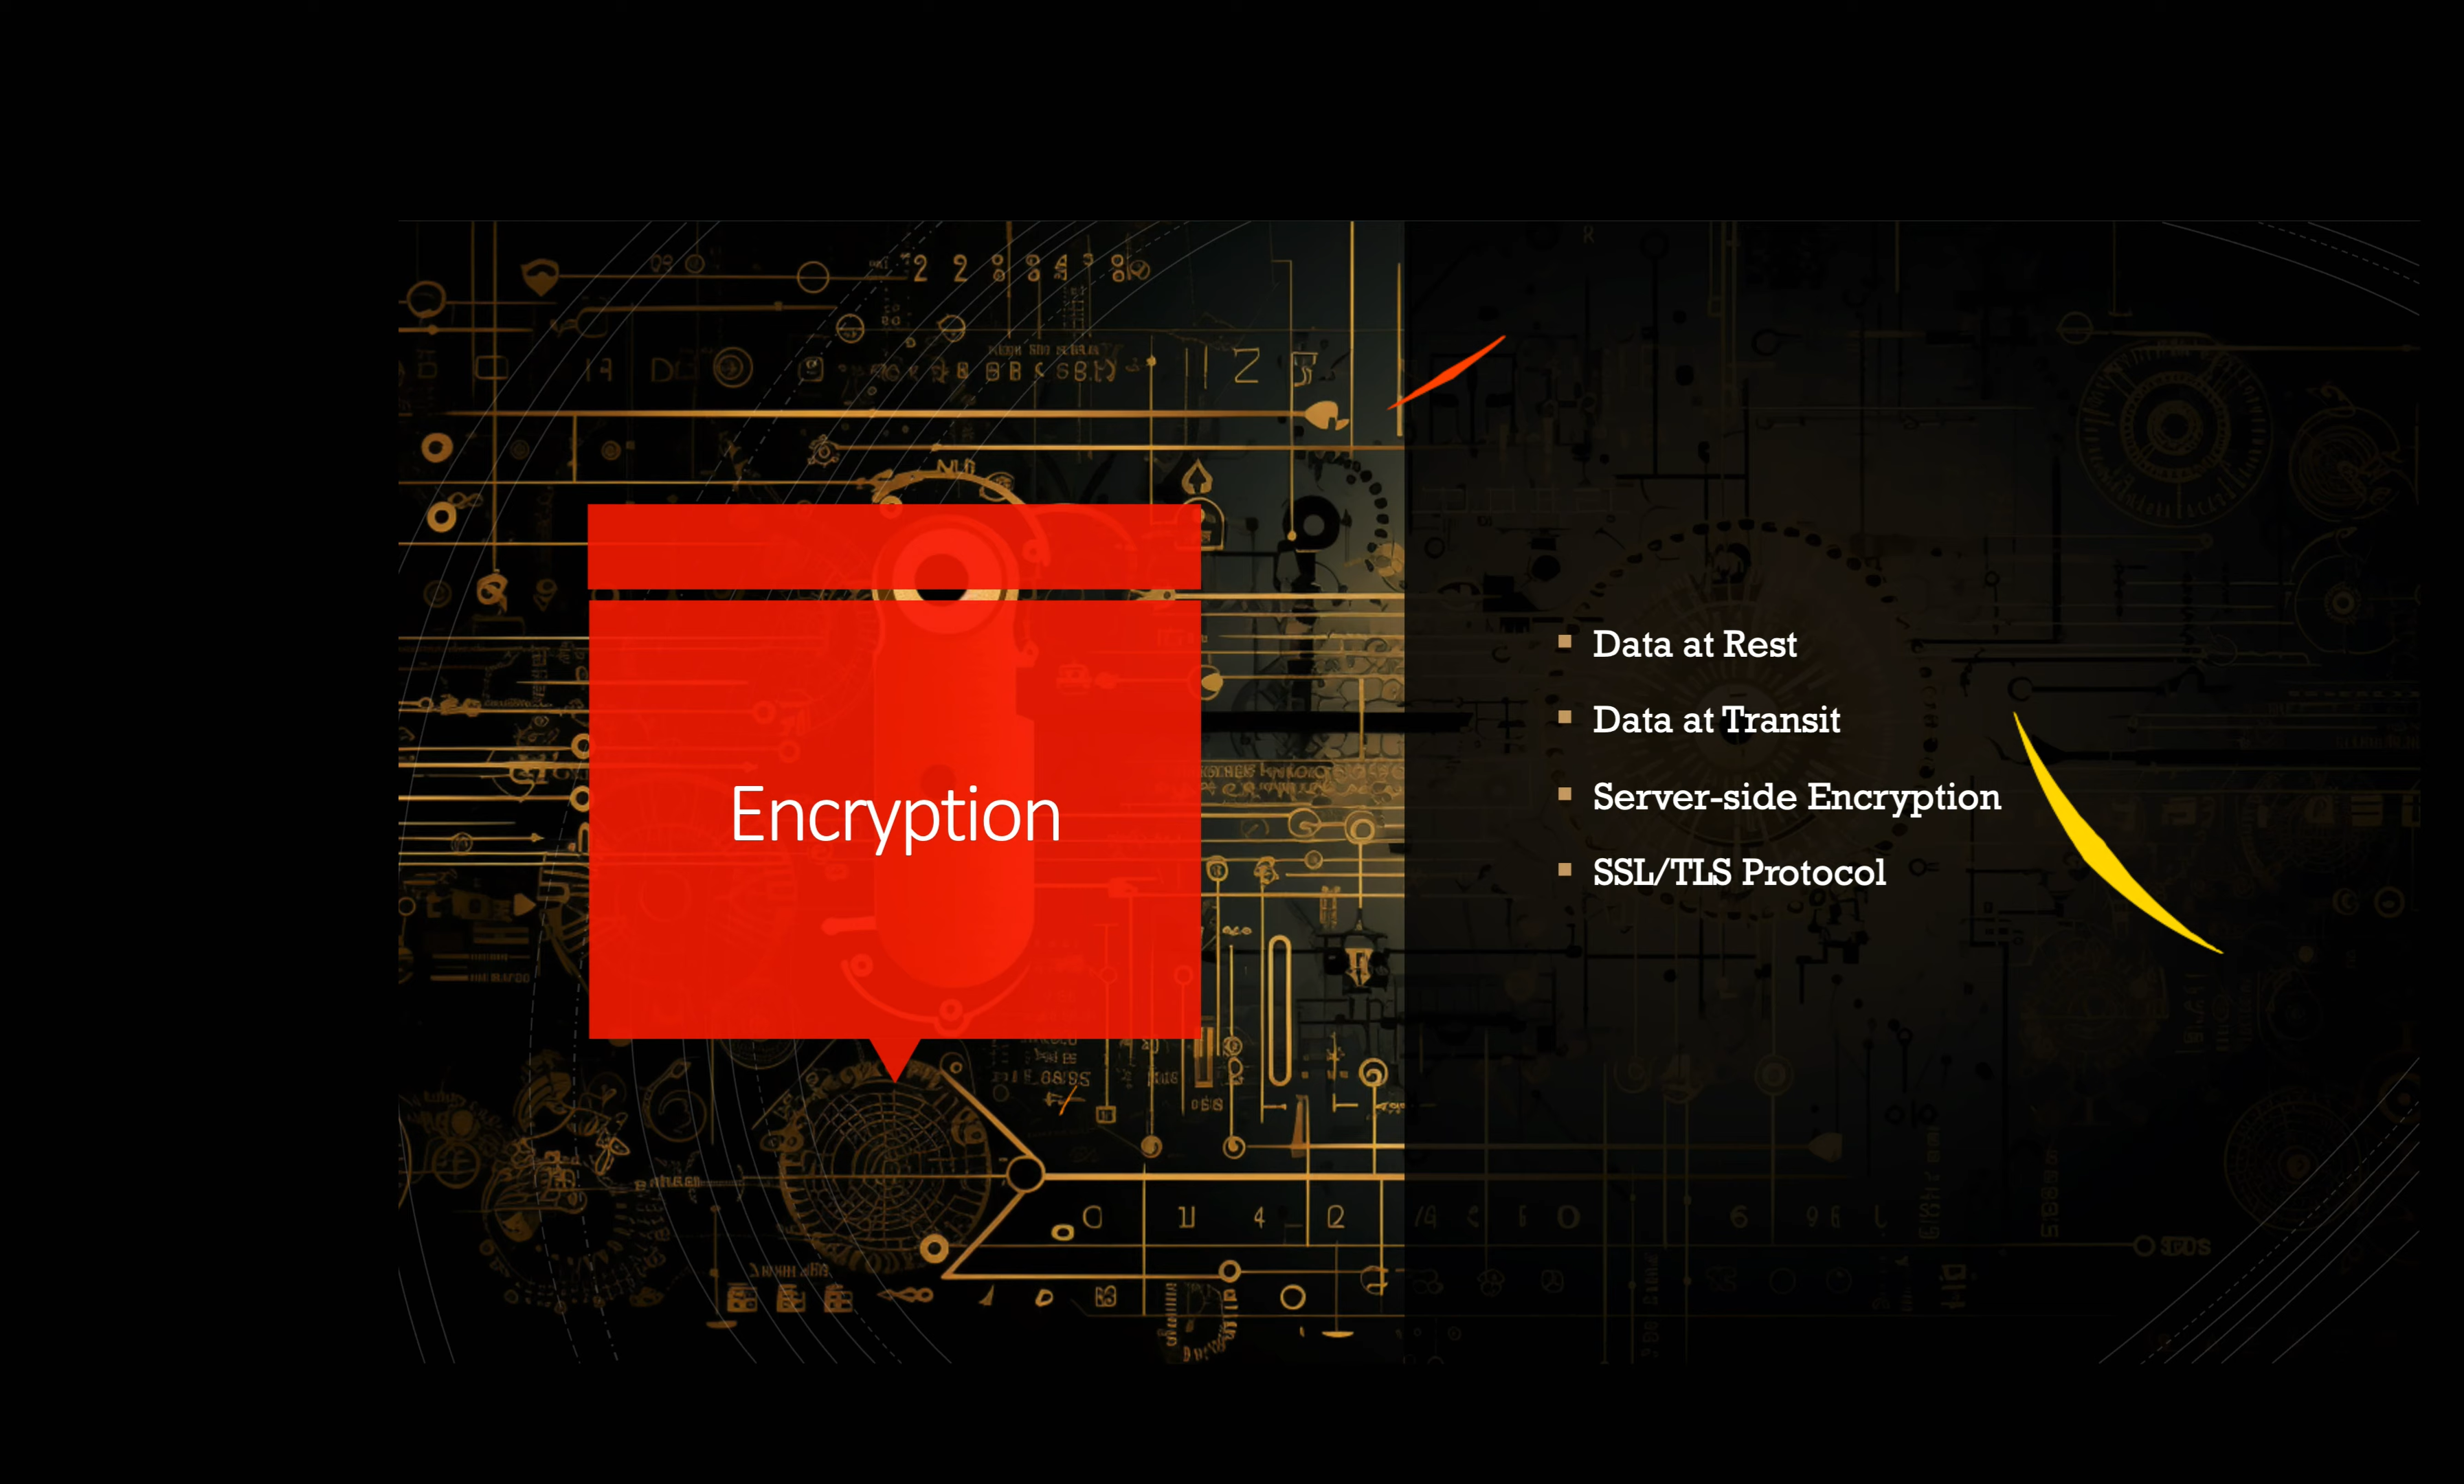 Encryption
Data at Rest
Data at Transit
Server-side Encryption
SSL/TLS Protocol